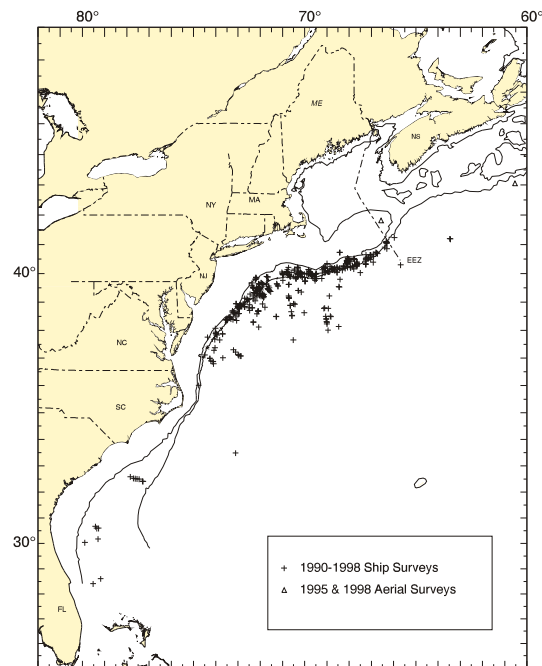 80° 70° 60°
ME
NS
MA
NY
EEZ
40°
NJ
NC
SC
30°
+ 1990-1998 Ship Surveys
△ 1995 & 1998 Aerial Surveys
FL